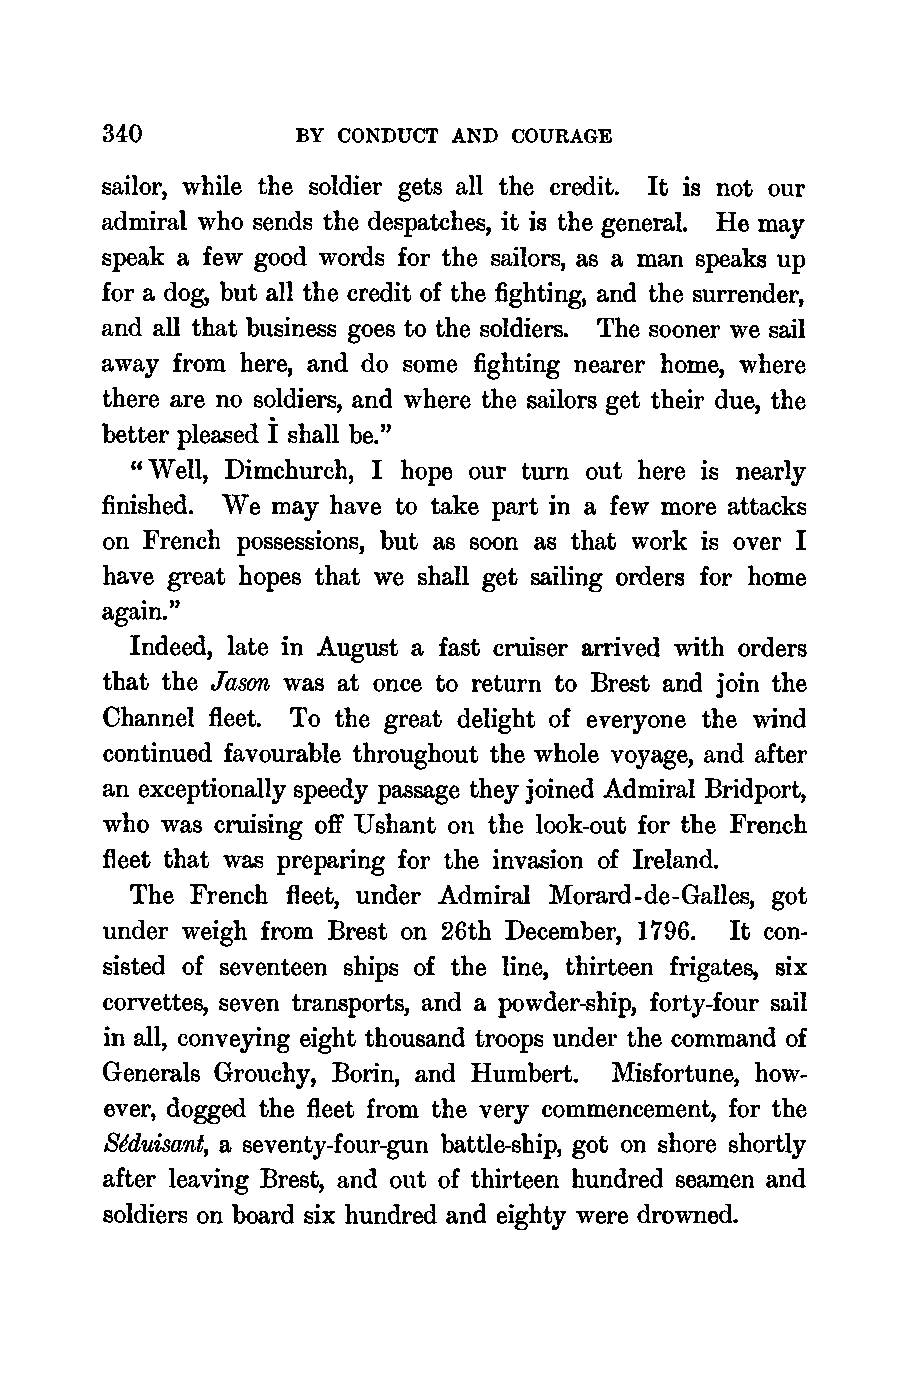 340 BY CONDUCT AND COURAGE
sailor, while the soldier gets all the credit. It is not our
admiral who sends the despatches, it is the general. He may
speak a few good words for the sailors, as a man speaks up
for a dog, but all the credit of the fighting, and the surrender,
and all that business goes to the soldiers. The sooner we sail
away from here, and do some fighting nearer home, where
there are no soldiers, and where the sailors get their due, the
better pleased I shall be.”
“Well, Dimchurch, I hope our turn out here is nearly
finished. We may have to take part in a few more attacks
on French possessions, but as soon as that work is over I
have great hopes that we shall get sailing orders for home
again.”
Indeed, late in August a fast cruiser arrived with orders
that the Jason was at once to return to Brest and join the
Channel fleet. To the great delight of everyone the wind
continued favourable throughout the whole voyage, and after
an exceptionally speedy passage they joined Admiral Bridport,
who was cruising off Ushant on the look-out for the French
fleet that was preparing for the invasion of Ireland.
The French fleet, under Admiral Morard-de-Galles, got
under weigh from Brest on 26th December, 1796. It con-
sisted of seventeen ships of the line, thirteen frigates, six
corvettes, seven transports, and a powder-ship, forty-four sail
in all, conveying eight thousand troops under the command of
Generals Grouchy, Borin, and Humbert. Misfortune, how-
ever, dogged the fleet from the very commencement, for the
Séduisant, a seventy-four-gun battle-ship, got on shore shortly
after leaving Brest, and out of thirteen hundred seamen and
soldiers on board six hundred and eighty were drowned.